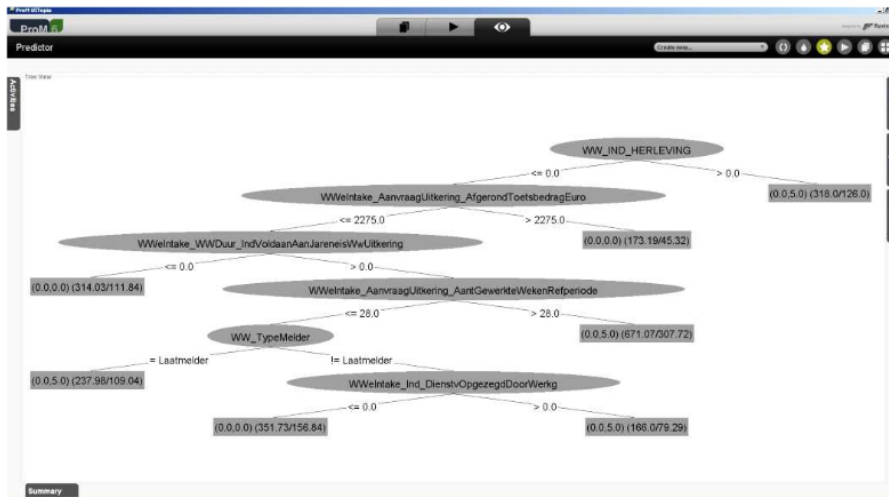 ProM UITopia
ProM 6
Predictor
Create new...
Tree View
Activities
WW_IND_HERLEVING
<= 0.0
> 0.0
WWeIntake_AanvraagUitkering_AfgerondToetsbedragEuro
(0.0,5.0) (318.0/126.0)
<= 2275.0
> 2275.0
WWeIntake_WWDuur_IndVoldaanAanJareneisWwUitkering
(0.0,0.0) (173.19/45.32)
<= 0.0
> 0.0
(0.0,0.0) (314.03/111.84)
WWeIntake_AanvraagUitkering_AantGewerkteWekenRefperiode
<= 28.0
> 28.0
WW_TypeMelder
(0.0,5.0) (671.07/307.72)
= Laatmelder
!= Laatmelder
(0.0,5.0) (237.98/109.04)
WWeIntake_Ind_DienstvOpgezegdDoorWerkg
<= 0.0
> 0.0
(0.0,0.0) (351.73/156.84)
(0.0,5.0) (166.0/79.29)
Summary